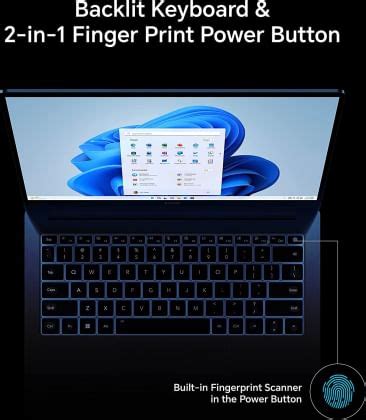 Backlit Keyboard &
2-in-1 Finger Print Power Button
Q W E R T Y U I O P
A S D F G H J K L
Z X C V B N M
Built-in Fingerprint Scanner
in the Power Button